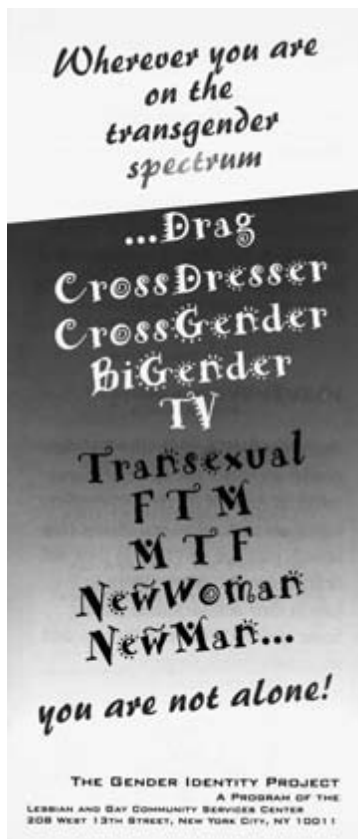 Wherever you are
on the
transgender
spectrum
...Drag
CrossDresser
CrossGender
BiGender
TV
Transexual
F T M
M T F
NewWoman
NewMan...
you are not alone!
THE GENDER IDENTITY PROJECT
A PROGRAM OF THE
LESBIAN AND GAY COMMUNITY SERVICES CENTER
208 WEST 13TH STREET, NEW YORK CITY, NY 10011